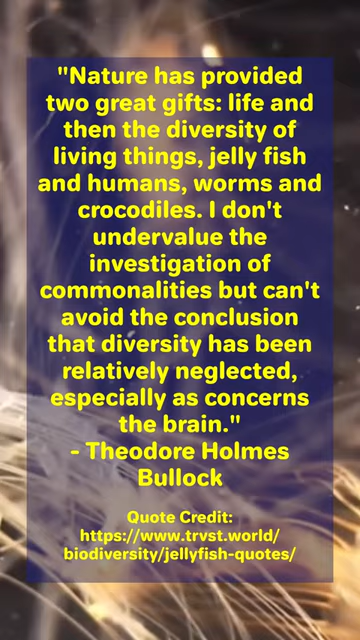 "Nature has provided
two great gifts: life and
then the diversity of
living things, jelly fish
and humans, worms and
crocodiles. I don't
undervalue the
investigation of
commonalities but can't
avoid the conclusion
that diversity has been
relatively neglected,
especially as concerns
the brain."
- Theodore Holmes
Bullock
Quote Credit:
https://www.trvst.world/
biodiversity/jellyfish-quotes/